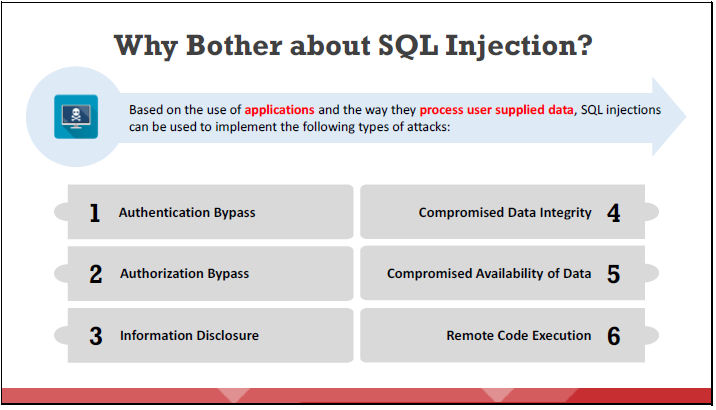 Why Bother about SQL Injection?
Based on the use of applications and the way they process user supplied data, SQL injections
can be used to implement the following types of attacks:
1 Authentication Bypass
2 Authorization Bypass
3 Information Disclosure
Compromised Data Integrity 4
Compromised Availability of Data 5
Remote Code Execution 6